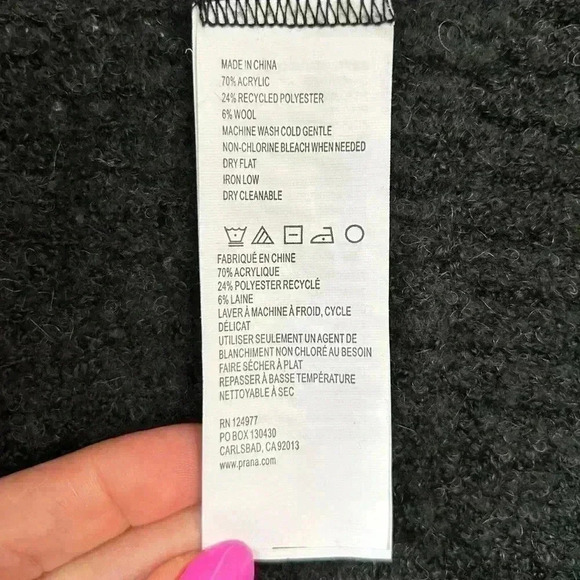 MADE IN CHINA
70% ACRYLIC
24% RECYCLED POLYESTER
6% WOOL
MACHINE WASH COLD GENTLE
NON-CHLORINE BLEACH WHEN NEEDED
DRY FLAT
IRON LOW
DRY CLEANABLE
FABRIQUÉ EN CHINE
70% ACRYLIQUE
24% POLYESTER RECYCLÉ
6% LAINE
LAVER À MACHINE À FROID, CYCLE
DÉLICAT
UTILISER SEULEMENT UN AGENT DE
BLANCHIMENT NON CHLORÉ AU BESOIN
FAIRE SÉCHER À PLAT
REPASSER À BASSE TEMPÉRATURE
NETTOYABLE À SEC
RN 124977
PO BOX 130430
CARLSBAD, CA 92013
www.prana.com